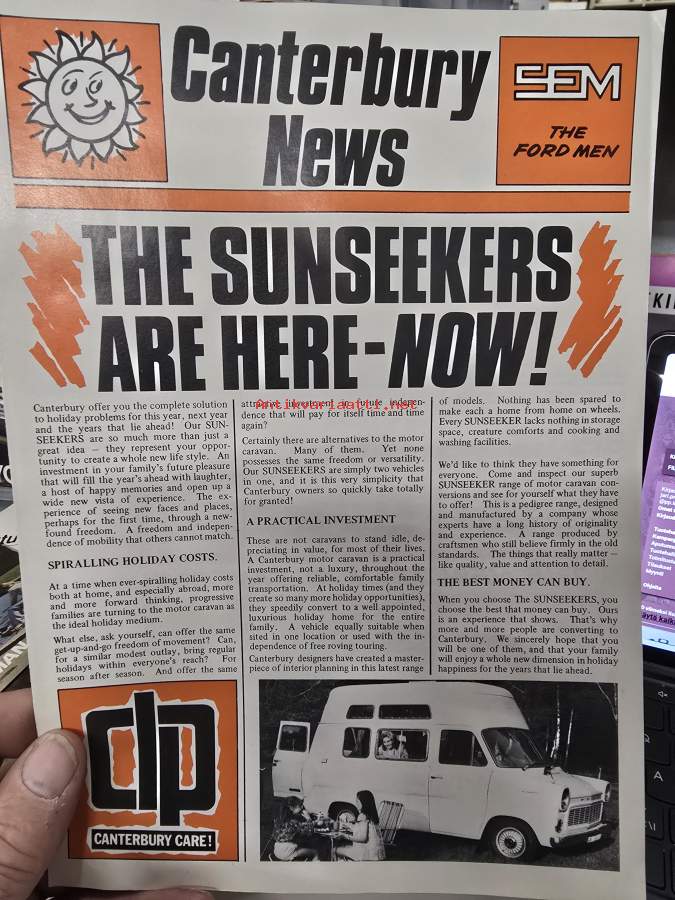 Canterbury
News
SEM
THE
FORD MEN
THE SUNSEEKERS
ARE HERE-NOW!
Canterbury offer you the complete solution
to holiday problems for this year, next year
and the years that lie ahead! Our SUN-
SEEKERS are so much more than just a
great idea — they represent your oppor-
tunity to create a whole new life style. An
investment in your family's future pleasure
that will fill the year's ahead with laughter,
a host of happy memories and open up a
wide new vista of experience. The ex-
perience of seeing new faces and places,
perhaps for the first time, through a new-
found freedom. A freedom and indepen-
dence of mobility that others cannot match.
SPIRALLING HOLIDAY COSTS.
At a time when ever-spiralling holiday costs
both at home, and especially abroad, more
and more forward thinking, progressive
families are turning to the motor caravan as
the ideal holiday medium.
What else, ask yourself, can offer the same
get-up-and-go freedom of movement? Can,
for a similar modest outlay, bring regular
holidays within everyone's reach? For
season after season. And offer the same
attractive investment in future indepen-
dence that will pay for itself time and time
again?
Antikvariaatti.net
Certainly there are alternatives to the motor
caravan. Many of them. Yet none
possesses the same freedom or versatility.
Our SUNSEEKERS are simply two vehicles
in one, and it is this very simplicity that
Canterbury owners so quickly take totally
for granted!
A PRACTICAL INVESTMENT
These are not caravans to stand idle, de-
preciating in value, for most of their lives.
A Canterbury motor caravan is a practical
investment, not a luxury, throughout the
year offering reliable, comfortable family
transportation. At holiday times (and they
create so many more holiday opportunities),
they speedily convert to a well appointed,
luxurious holiday home for the entire
family. A vehicle equally suitable when
sited in one location or used with the in-
dependence of free roving touring.
Canterbury designers have created a master-
piece of interior planning in this latest range
of models. Nothing has been spared to
make each a home from home on wheels.
Every SUNSEEKER lacks nothing in storage
space, creature comforts and cooking and
washing facilities.
We'd like to think they have something for
everyone. Come and inspect our superb
SUNSEEKER range of motor caravan con-
versions and see for yourself what they have
to offer! This is a pedigree range, designed
and manufactured by a company whose
experts have a long history of originality
and experience. A range produced by
craftsmen who still believe firmly in the old
standards. The things that really matter —
like quality, value and attention to detail.
THE BEST MONEY CAN BUY.
When you choose The SUNSEEKERS, you
choose the best that money can buy. Ours
is an experience that shows. That's why
more and more people are converting to
Canterbury. We sincerely hope that you
will be one of them, and that your family
will enjoy a whole new dimension in holiday
happiness for the years that lie ahead.
CANTERBURY CARE!